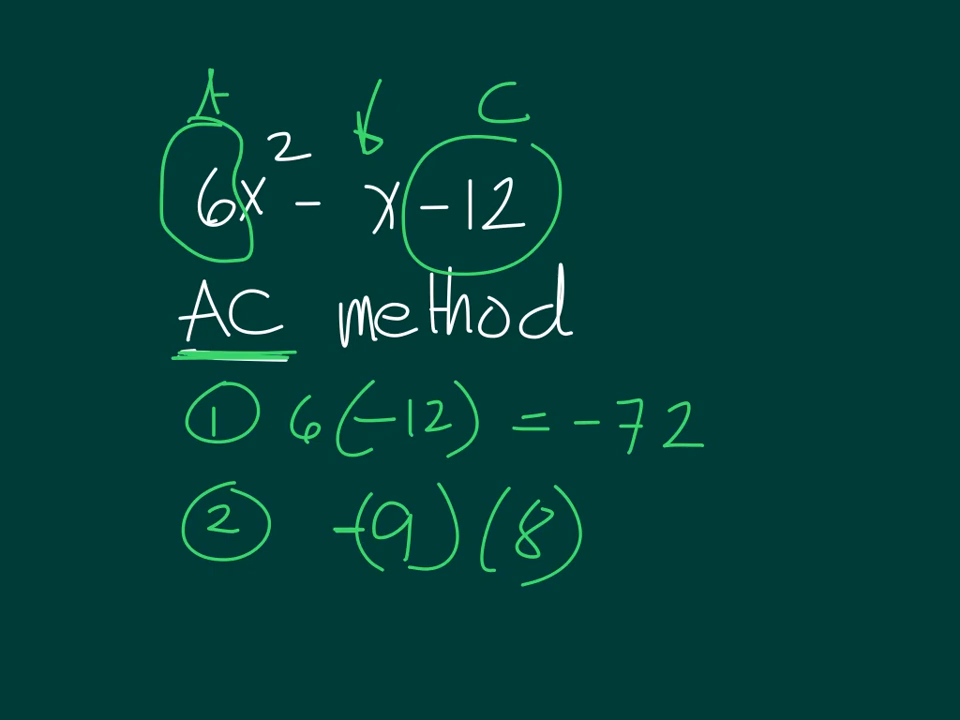 A b C
6x² - x - 12
AC method
① 6(-12) = -72
② -(9)(8)